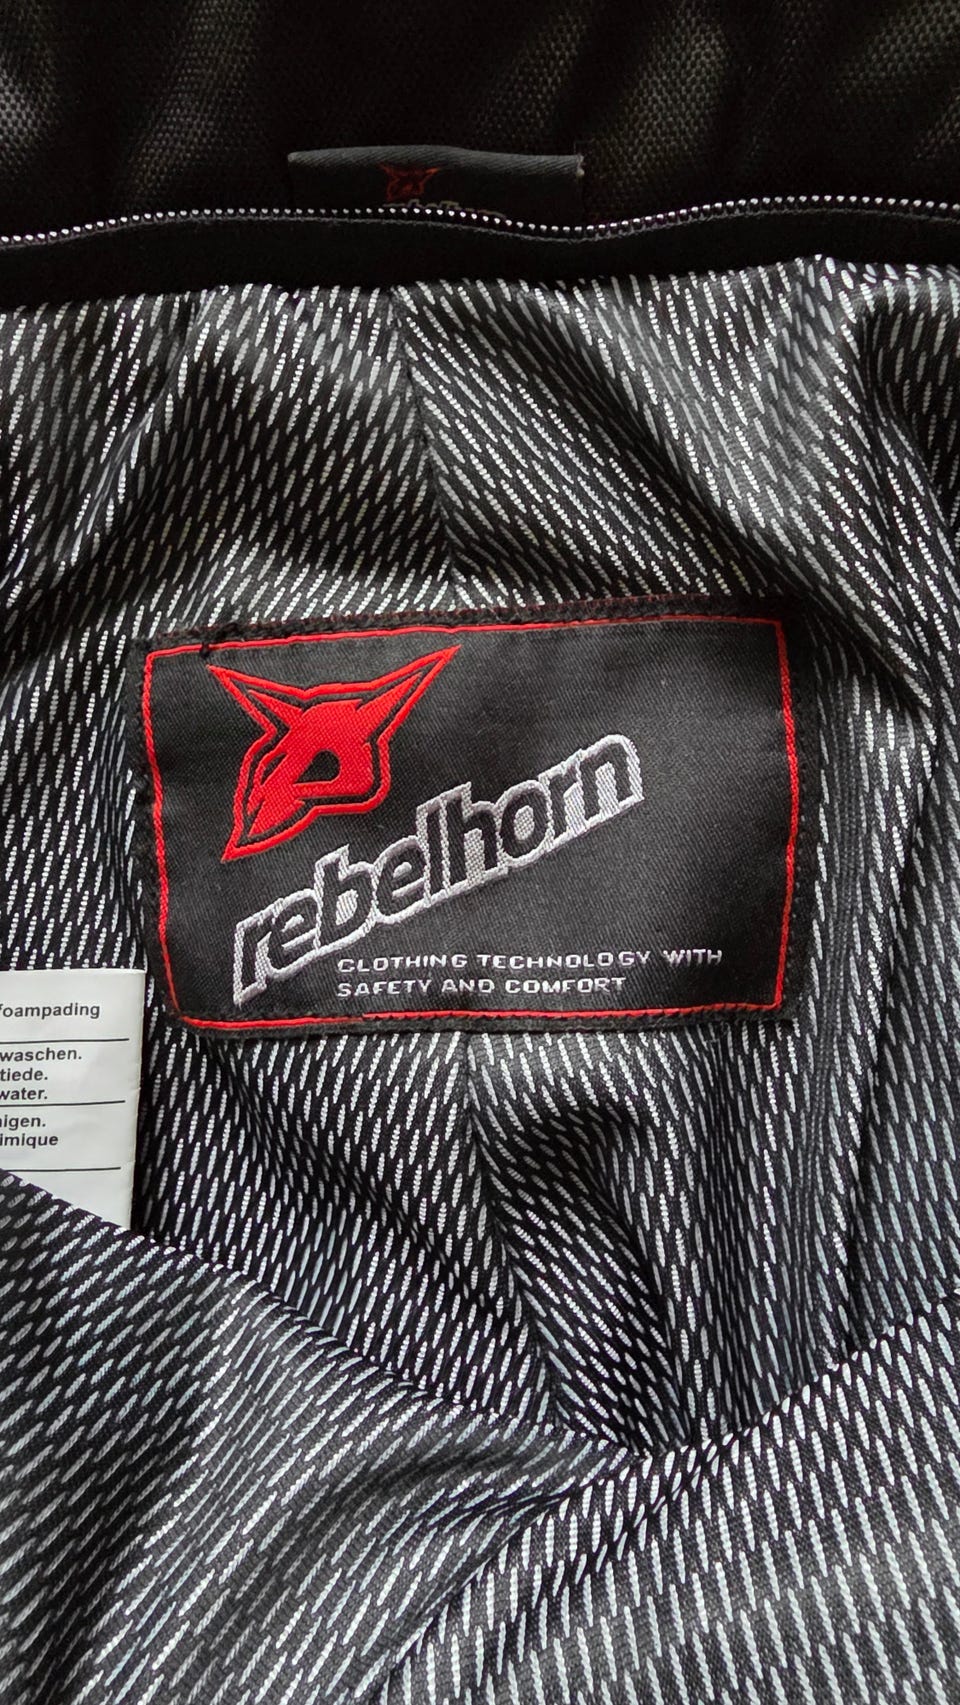 rebelhorn
CLOTHING TECHNOLOGY WITH
SAFETY AND COMFORT
foampading
waschen.
tiede.
water.
igen.
imique